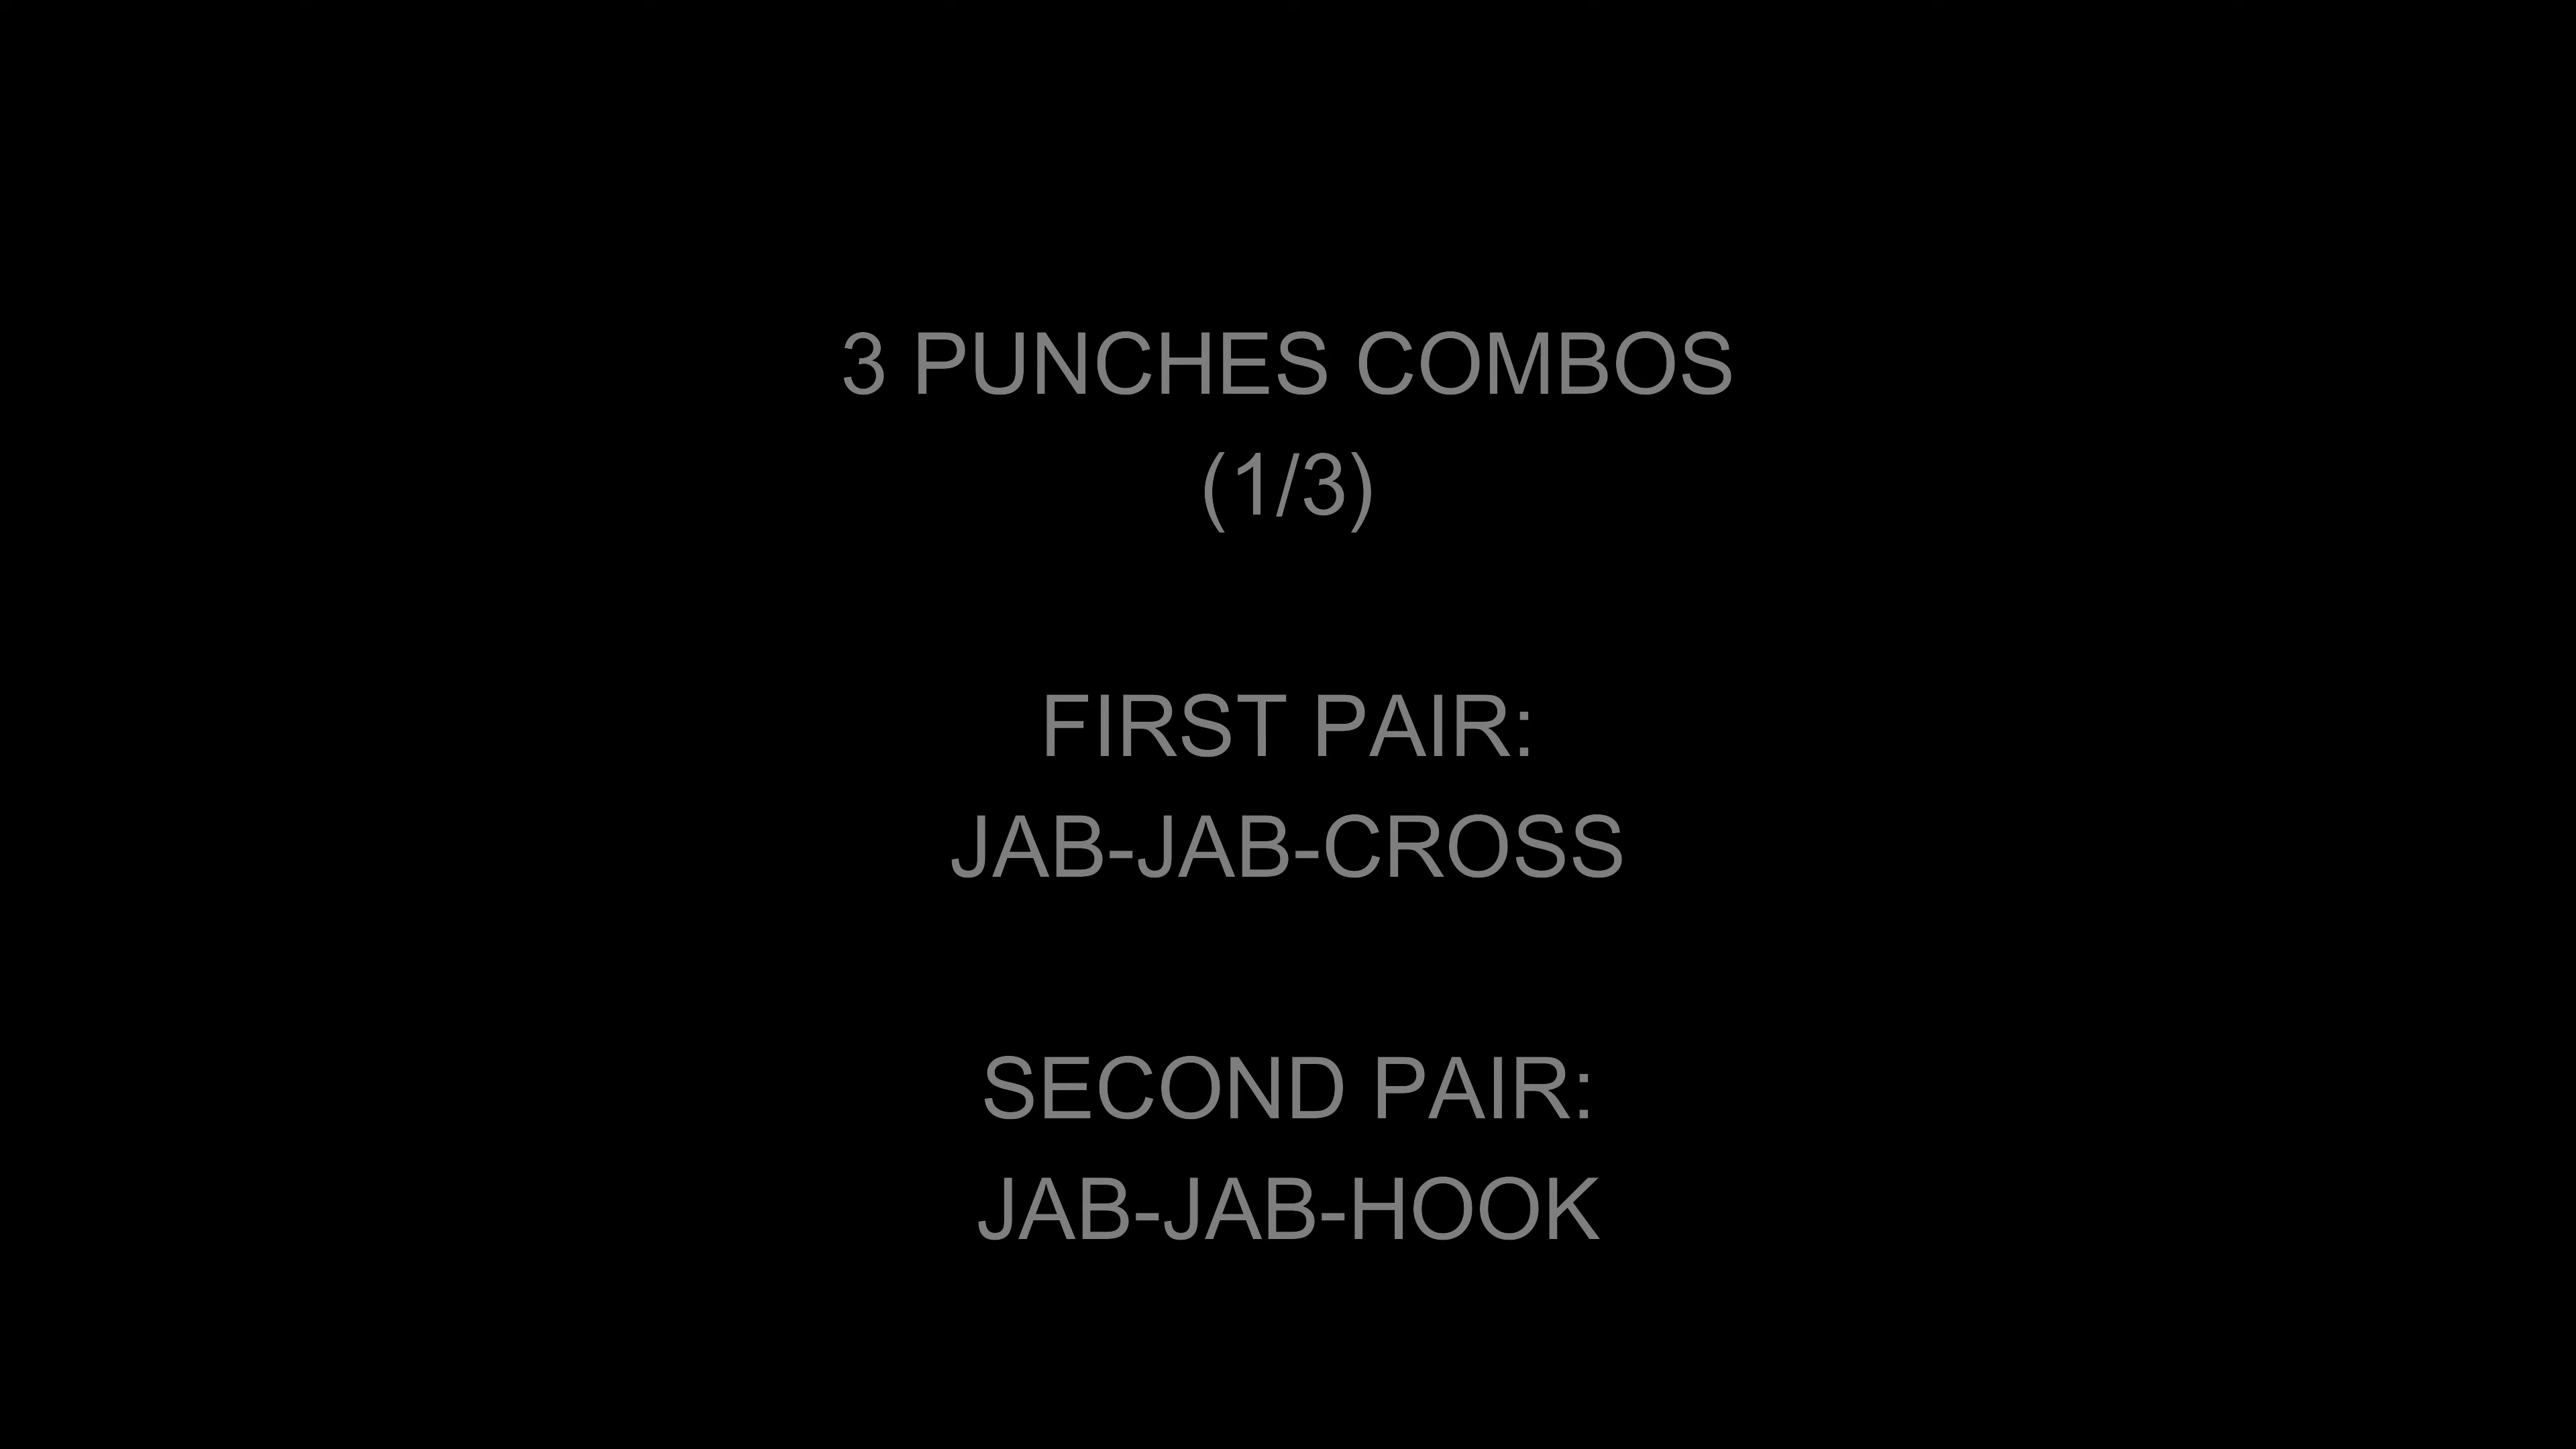 3 PUNCHES COMBOS
(1/3)
FIRST PAIR:
JAB-JAB-CROSS
SECOND PAIR:
JAB-JAB-HOOK